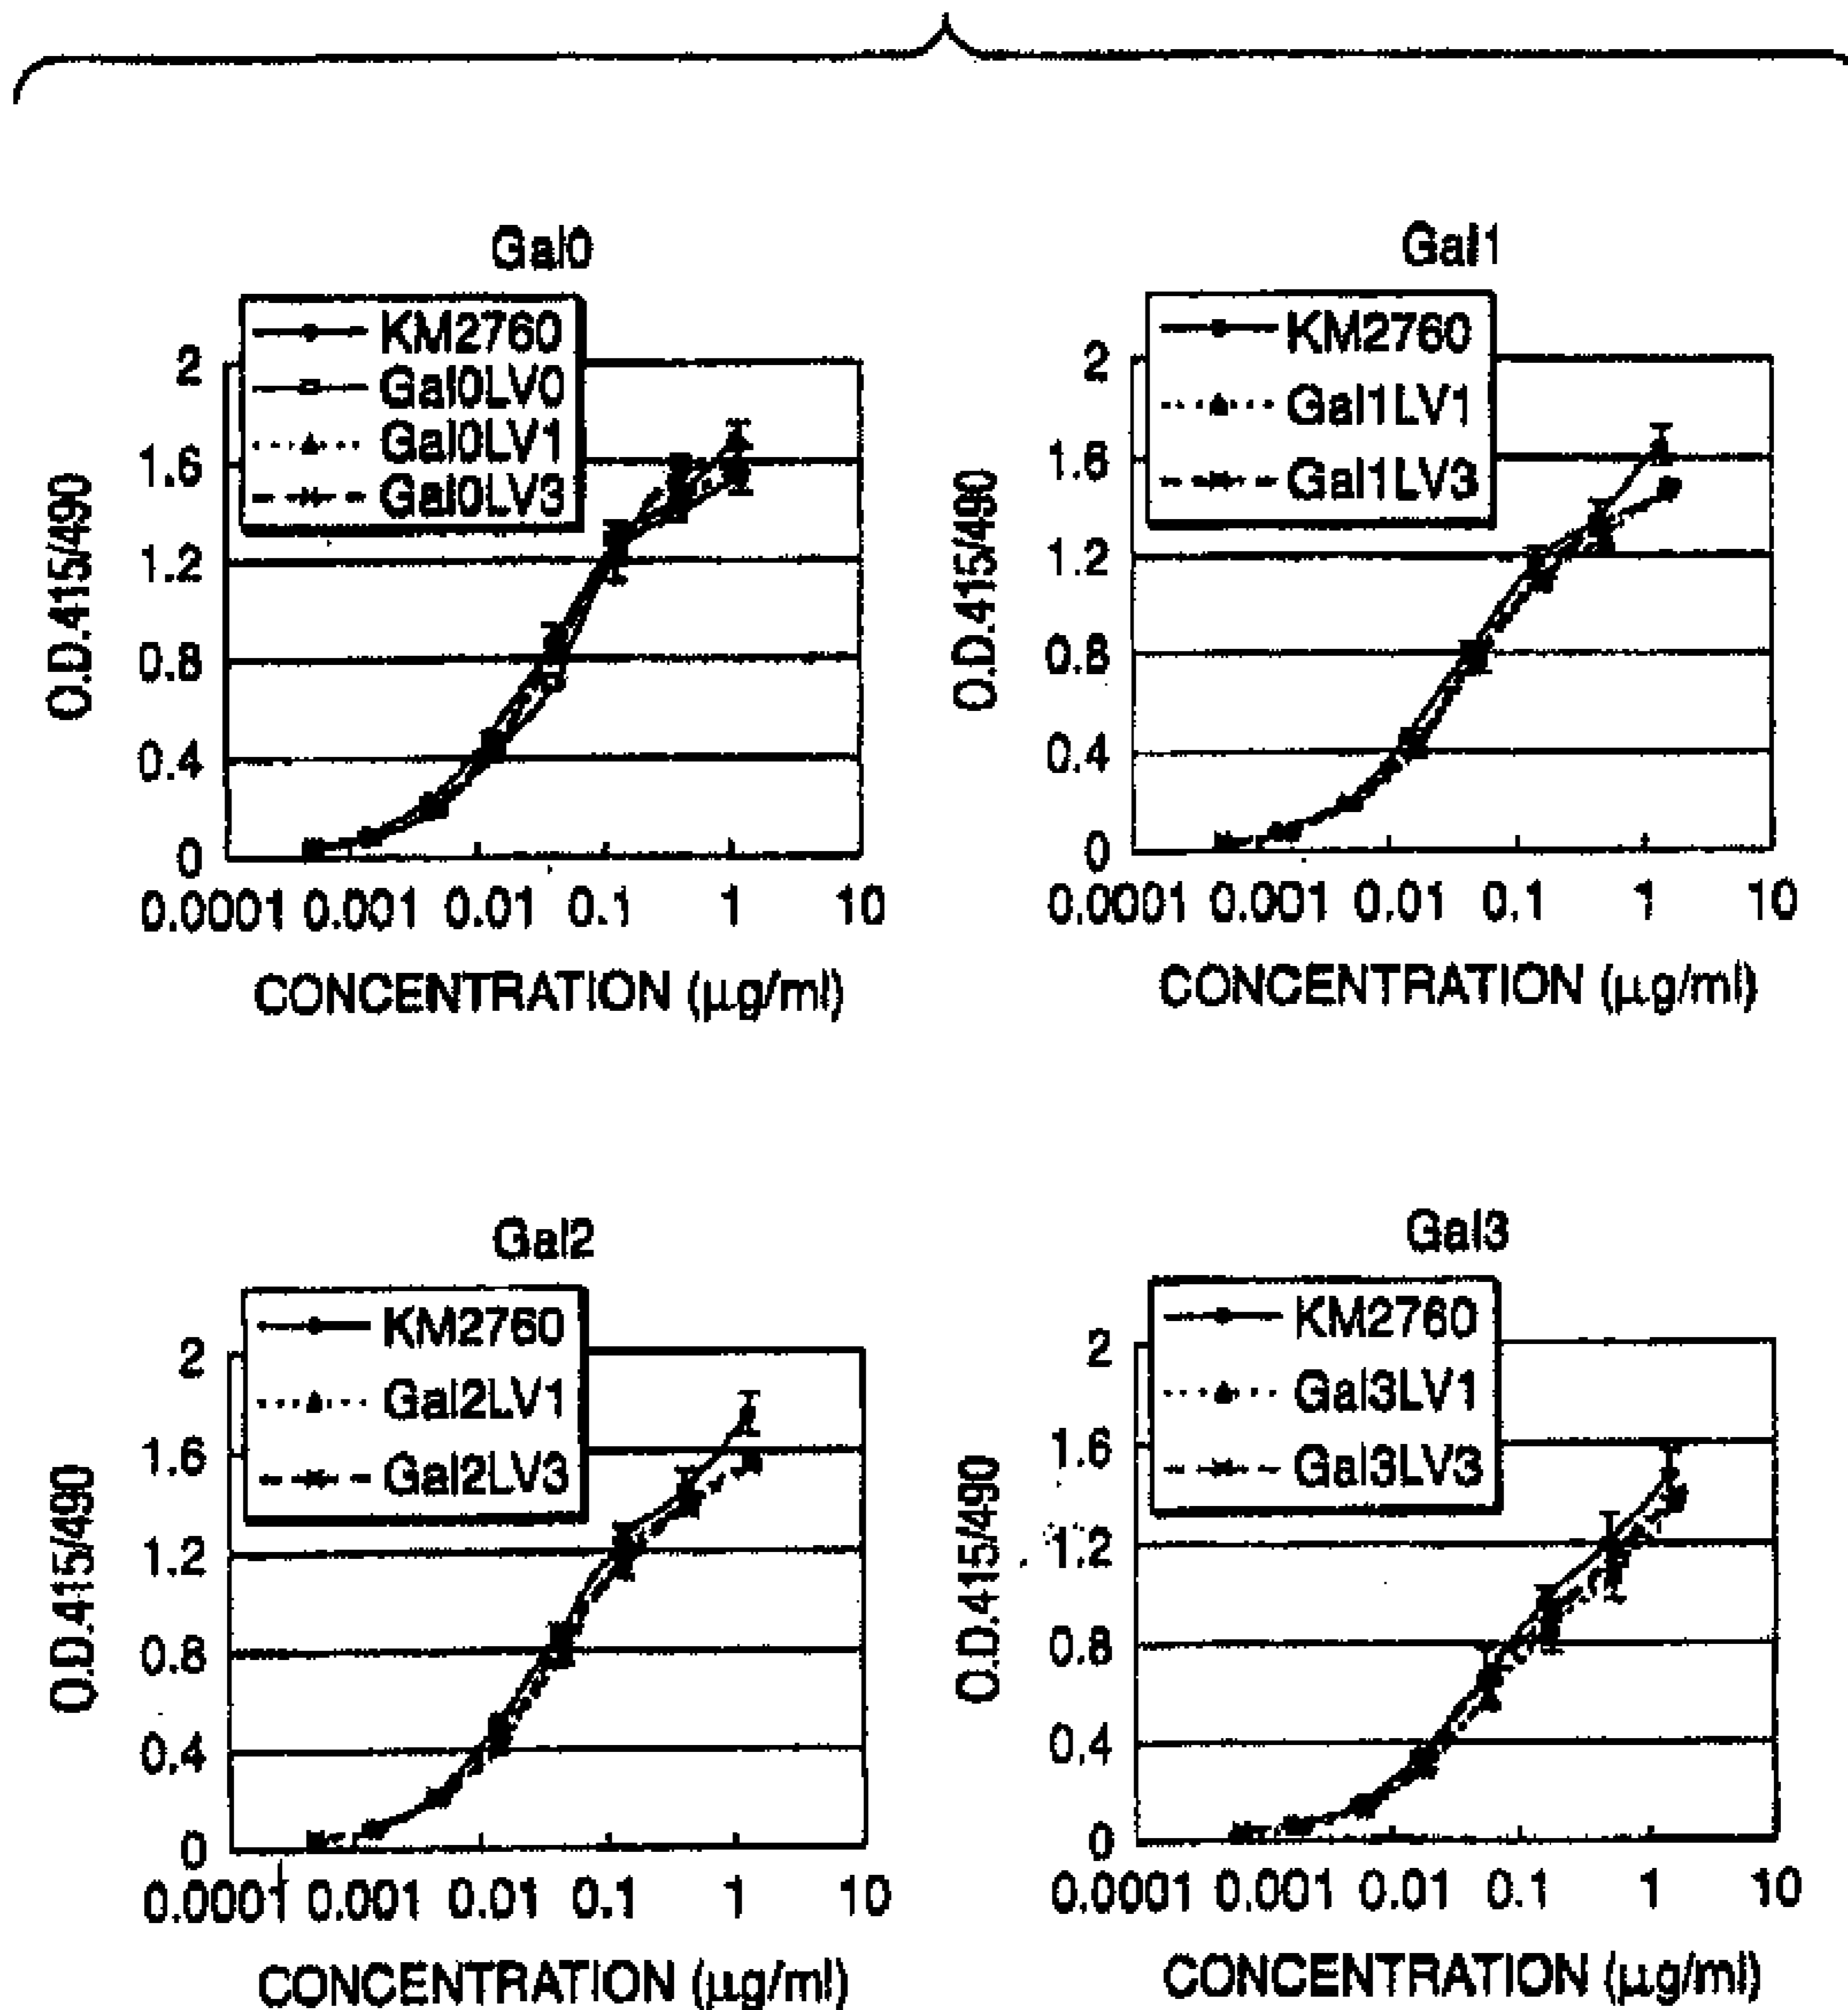 Gal0
KM2760
Gal0LV0
Gal0LV1
Gal0LV3
2
1.6
1.2
0.8
0.4
0
O.D.415/490
0.0001 0.001 0.01 0.1 1 10
CONCENTRATION (µg/ml)
Gal1
KM2760
Gal1LV1
Gal1LV3
2
1.6
1.2
0.8
0.4
0
O.D.415/490
0.0001 0.001 0.01 0.1 1 10
CONCENTRATION (µg/ml)
Gal2
KM2760
Gal2LV1
Gal2LV3
2
1.6
1.2
0.8
0.4
0
O.D.415/490
0.0001 0.001 0.01 0.1 1 10
CONCENTRATION (µg/ml)
Gal3
KM2760
Gal3LV1
Gal3LV3
2
1.6
1.2
0.8
0.4
0
O.D.415/490
0.0001 0.001 0.01 0.1 1 10
CONCENTRATION (µg/ml)